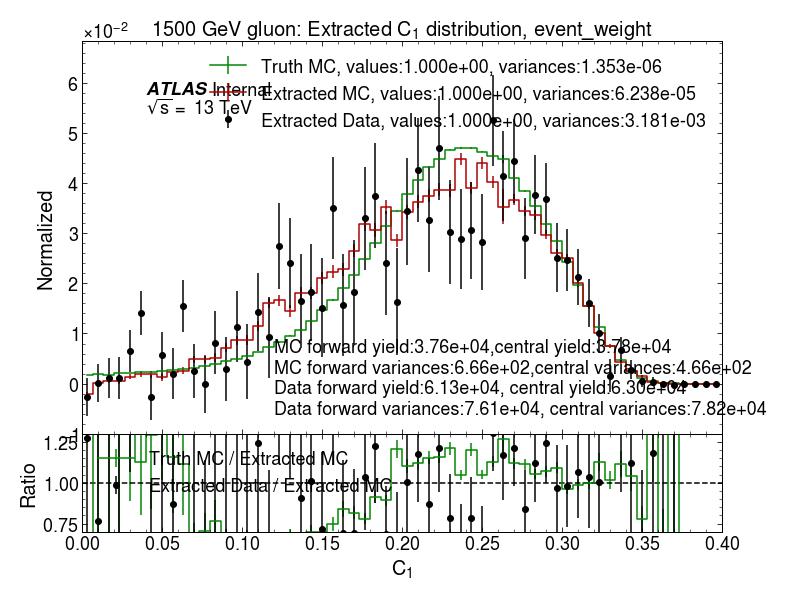 ×10⁻²
1500 GeV gluon: Extracted C₁ distribution, event_weight
Truth MC, values:1.000e+00, variances:1.353e-06
ATLAS Internal
Extracted MC, values:1.000e+00, variances:6.238e-05
√s = 13 TeV
Extracted Data, values:1.000e+00, variances:3.181e-03
6
5
4
3
2
1
0
Normalized
MC forward yield:3.76e+04,central yield:3.78e+04
MC forward variances:6.66e+02,central variances:4.66e+02
Data forward yield:6.13e+04, central yield:6.30e+04
Data forward variances:7.61e+04, central variances:7.82e+04
1
1.25
1.00
0.75
Ratio
Truth MC / Extracted MC
Extracted Data / Extracted MC
0.00 0.05 0.10 0.15 0.20 0.25 0.30 0.35 0.40
C₁